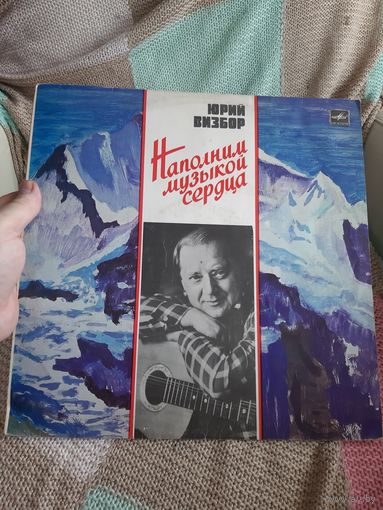 ЮРИЙ
ВИЗБОР
Наполним
музыкой
сердца